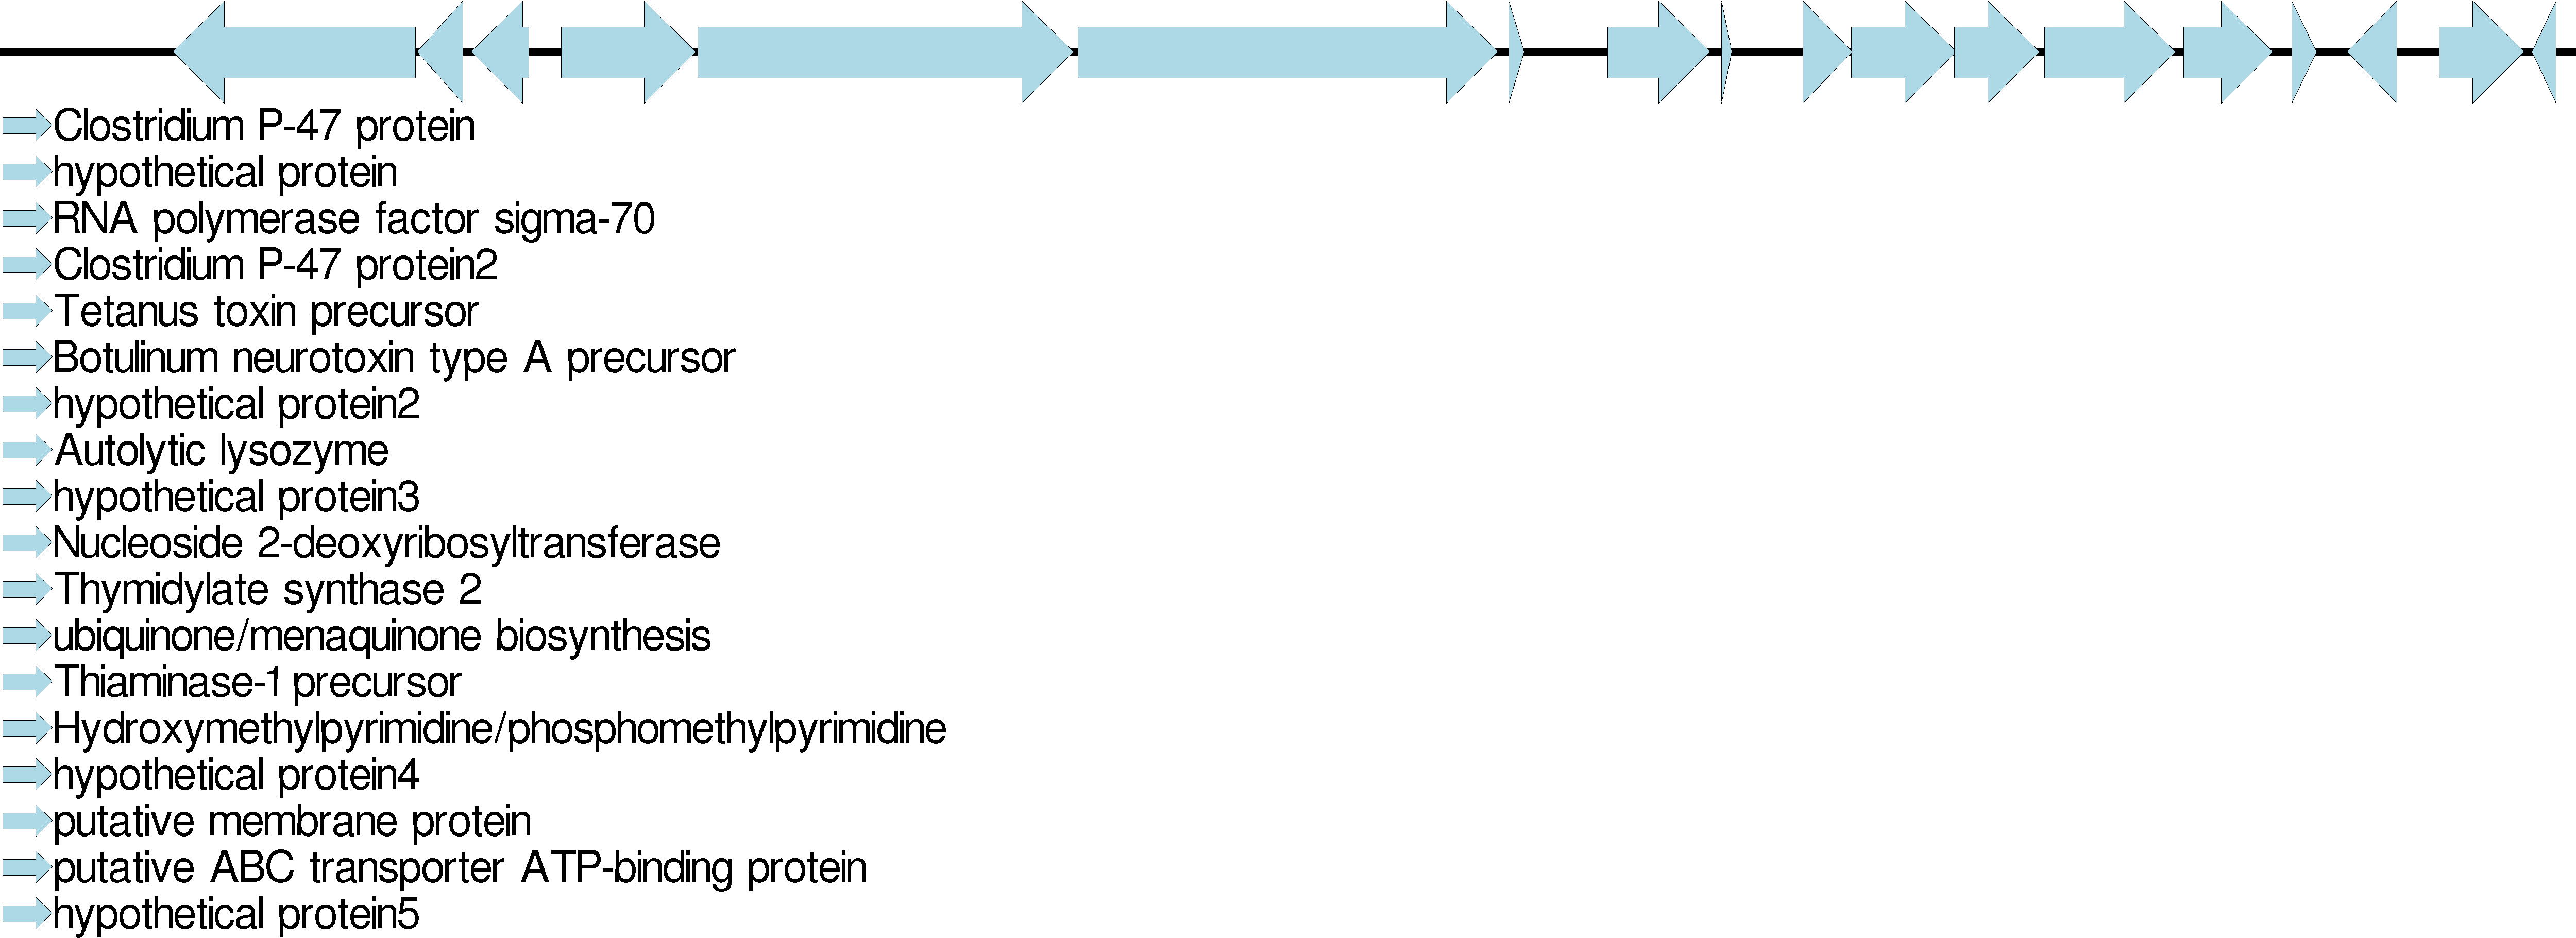 Clostridium P-47 protein
hypothetical protein
RNA polymerase factor sigma-70
Clostridium P-47 protein2
Tetanus toxin precursor
Botulinum neurotoxin type A precursor
hypothetical protein2
Autolytic lysozyme
hypothetical protein3
Nucleoside 2-deoxyribosyltransferase
Thymidylate synthase 2
ubiquinone/menaquinone biosynthesis
Thiaminase-1 precursor
Hydroxymethylpyrimidine/phosphomethylpyrimidine
hypothetical protein4
putative membrane protein
putative ABC transporter ATP-binding protein
hypothetical protein5